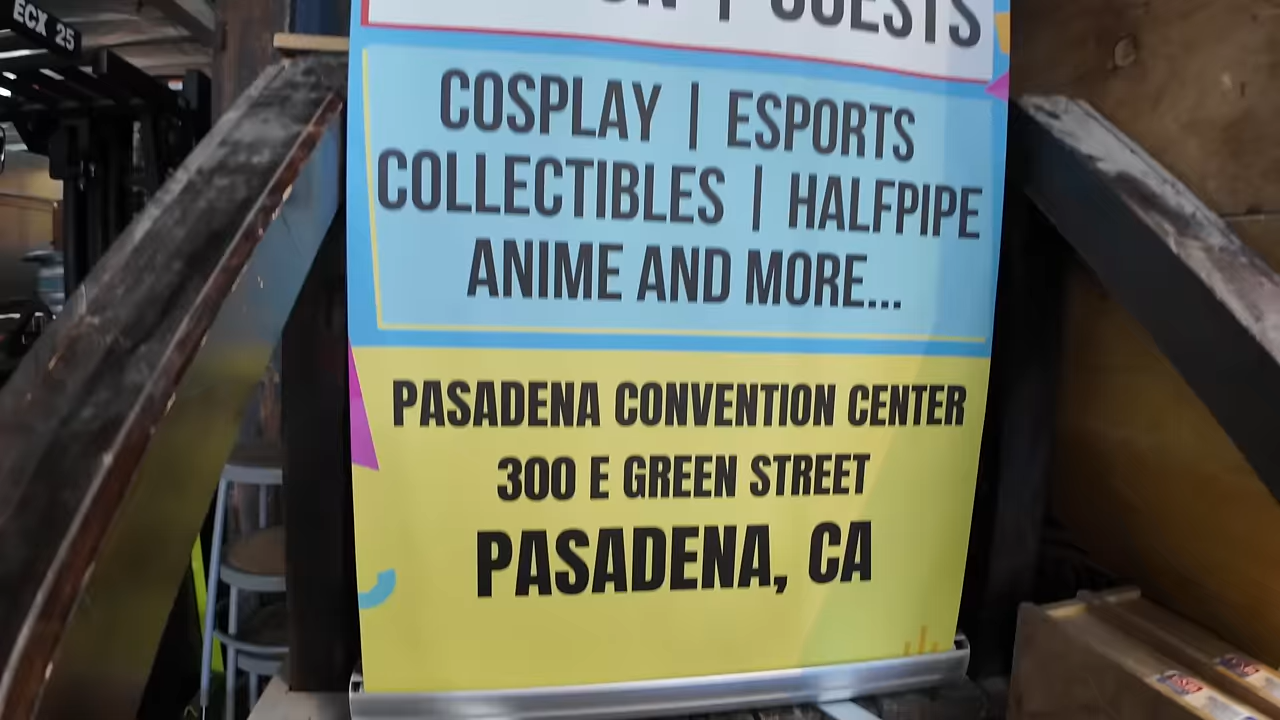 ECX 25
GUESTS
COSPLAY | ESPORTS
COLLECTIBLES | HALFPIPE
ANIME AND MORE...
PASADENA CONVENTION CENTER
300 E GREEN STREET
PASADENA, CA